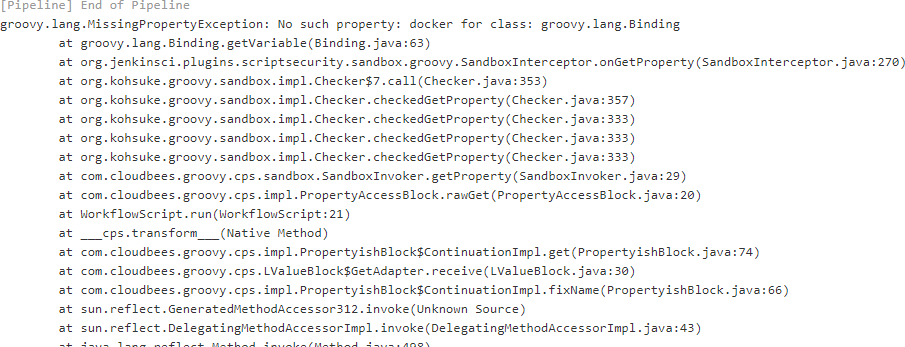 [Pipeline] End of Pipeline
groovy.lang.MissingPropertyException: No such property: docker for class: groovy.lang.Binding
at groovy.lang.Binding.getVariable(Binding.java:63)
at org.jenkinsci.plugins.scriptsecurity.sandbox.groovy.SandboxInterceptor.onGetProperty(SandboxInterceptor.java:270)
at org.kohsuke.groovy.sandbox.impl.Checker$7.call(Checker.java:353)
at org.kohsuke.groovy.sandbox.impl.Checker.checkedGetProperty(Checker.java:357)
at org.kohsuke.groovy.sandbox.impl.Checker.checkedGetProperty(Checker.java:333)
at org.kohsuke.groovy.sandbox.impl.Checker.checkedGetProperty(Checker.java:333)
at org.kohsuke.groovy.sandbox.impl.Checker.checkedGetProperty(Checker.java:333)
at com.cloudbees.groovy.cps.sandbox.SandboxInvoker.getProperty(SandboxInvoker.java:29)
at com.cloudbees.groovy.cps.impl.PropertyAccessBlock.rawGet(PropertyAccessBlock.java:20)
at WorkflowScript.run(WorkflowScript:21)
at ___cps.transform___(Native Method)
at com.cloudbees.groovy.cps.impl.PropertyishBlock$ContinuationImpl.get(PropertyishBlock.java:74)
at com.cloudbees.groovy.cps.LValueBlock$GetAdapter.receive(LValueBlock.java:30)
at com.cloudbees.groovy.cps.impl.PropertyishBlock$ContinuationImpl.fixName(PropertyishBlock.java:66)
at sun.reflect.GeneratedMethodAccessor312.invoke(Unknown Source)
at sun.reflect.DelegatingMethodAccessorImpl.invoke(DelegatingMethodAccessorImpl.java:43)
at java.lang.reflect.Method.invoke(Method.java:498)